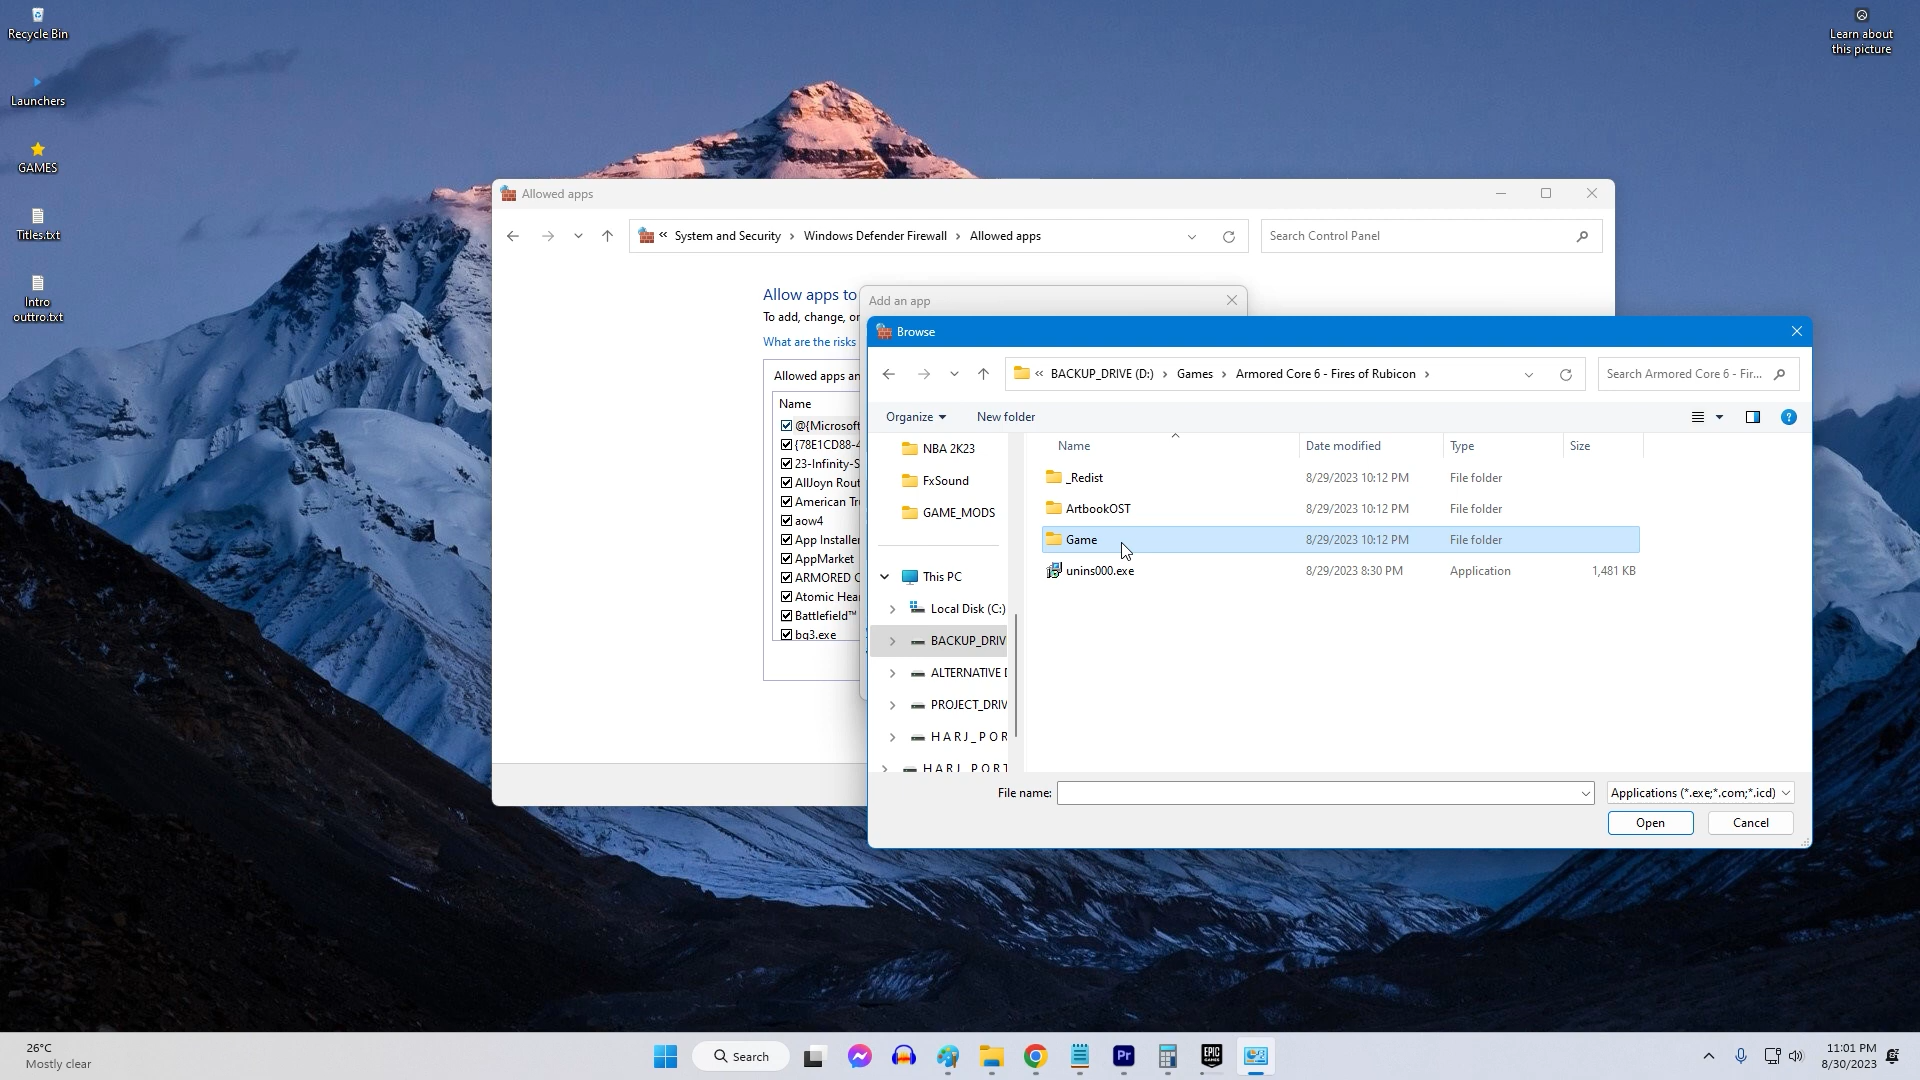 Recycle Bin
Learn about
this picture
Launchers
GAMES
Titles.txt
Intro
outtro.txt
Allowed apps
« System and Security › Windows Defender Firewall › Allowed apps
Search Control Panel
Allow apps to
To add, change, or
What are the risks
Allowed apps an
Name
@{Microsoft
{78E1CD88-4
23-Infinity-S
AllJoyn Rout
American Tr
aow4
App Installer
AppMarket
ARMORED C
Atomic Hear
Battlefield™
bg3.exe
Add an app
Browse
« BACKUP_DRIVE (D:) › Games › Armored Core 6 - Fires of Rubicon ›
Search Armored Core 6 - Fir...
Organize
New folder
NBA 2K23
FxSound
GAME_MODS
This PC
Local Disk (C:)
BACKUP_DRIV
ALTERNATIVE D
PROJECT_DRIV
H A R J _ P O R
H A R J _ P O R T
Name Date modified Type Size
_Redist 8/29/2023 10:12 PM File folder
ArtbookOST 8/29/2023 10:12 PM File folder
Game 8/29/2023 10:12 PM File folder
unins000.exe 8/29/2023 8:30 PM Application 1,481 KB
File name:
Applications (*.exe;*.com;*.icd)
Open
Cancel
26°C
Mostly clear
Search
Pr
EPIC
GAMES
11:01 PM
8/30/2023